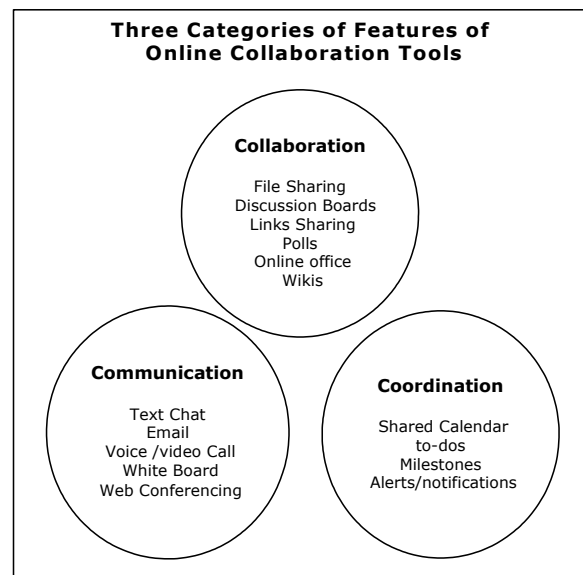 Three Categories of Features of
Online Collaboration Tools
Collaboration
File Sharing
Discussion Boards
Links Sharing
Polls
Online office
Wikis
Communication
Text Chat
Email
Voice /video Call
White Board
Web Conferencing
Coordination
Shared Calendar
to-dos
Milestones
Alerts/notifications